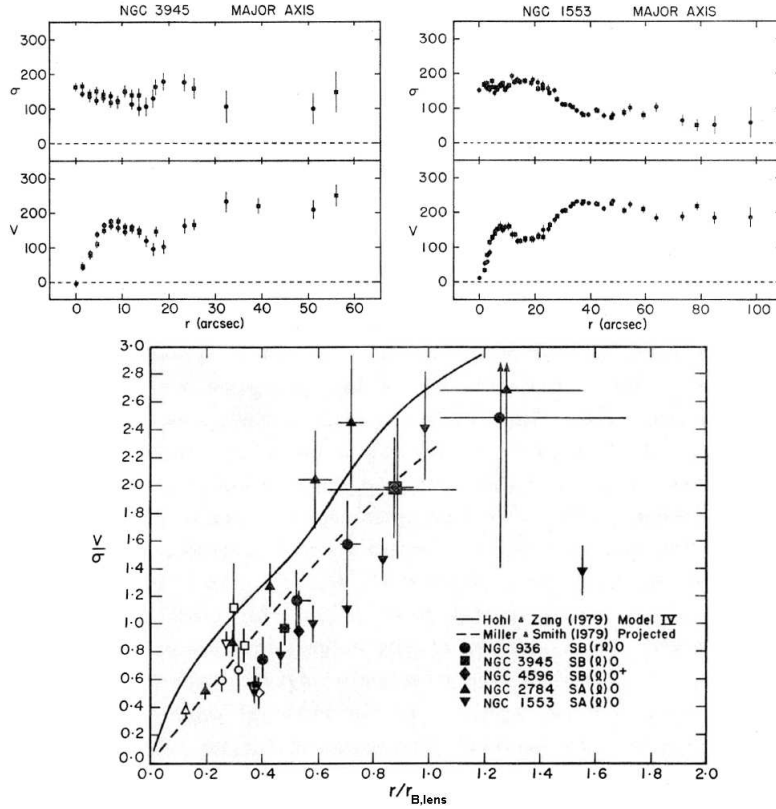 NGC 3945 MAJOR AXIS
NGC 1553 MAJOR AXIS
300
200
σ
100
0
300
200
V
100
0
0 10 20 30 40 50 60
r (arcsec)
300
200
σ
100
0
300
200
V
100
0
0 20 40 60 80 100
r (arcsec)
3.0
2.8
2.6
2.4
2.2
2.0
1.8
1.6
1.4
1.2
1.0
0.8
0.6
0.4
0.2
0.0
V/σ
Hohl & Zang (1979) Model IV
Miller & Smith (1979) Projected
NGC 936 SB(rℓ)0
NGC 3945 SB(ℓ)0
NGC 4596 SB(ℓ)0⁺
NGC 2784 SA(ℓ)0
NGC 1553 SA(ℓ)0
0.0 0.2 0.4 0.6 0.8 1.0 1.2 1.4 1.6 1.8 2.0
r/r B,lens